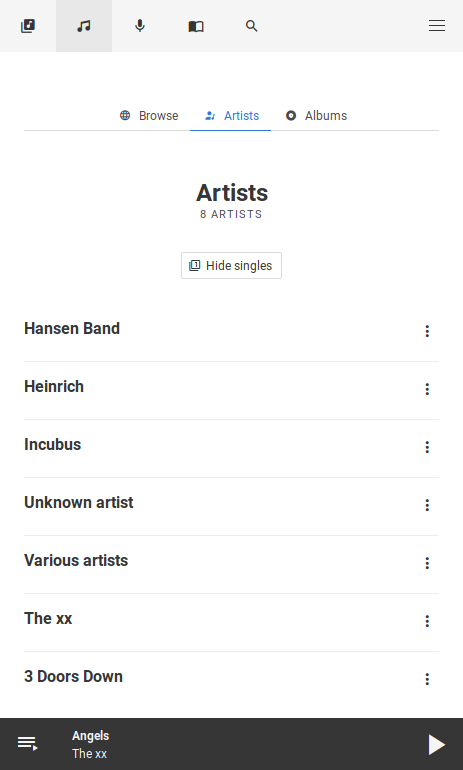 Browse
Artists
Albums
Artists
8 ARTISTS
Hide singles
Hansen Band
Heinrich
Incubus
Unknown artist
Various artists
The xx
3 Doors Down
Angels
The xx